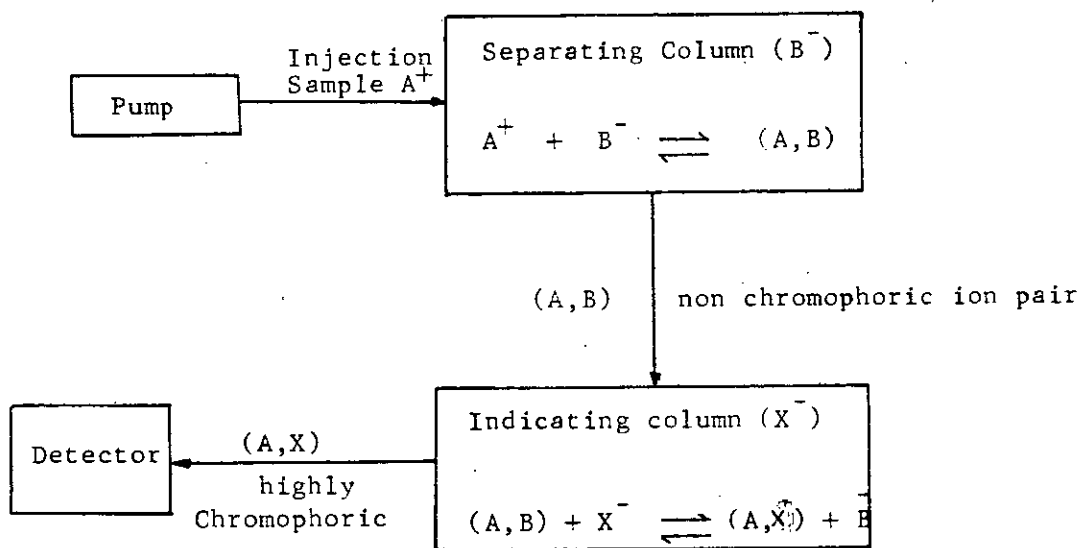 Pump
Injection
Sample A⁺
Separating Column (B⁻)
A⁺ + B⁻ ⇌ (A,B)
(A,B) non chromophoric ion pair
Indicating column (X⁻)
(A,B) + X⁻ ⇌ (A,X) + B⁻
(A,X)
highly
Chromophoric
Detector